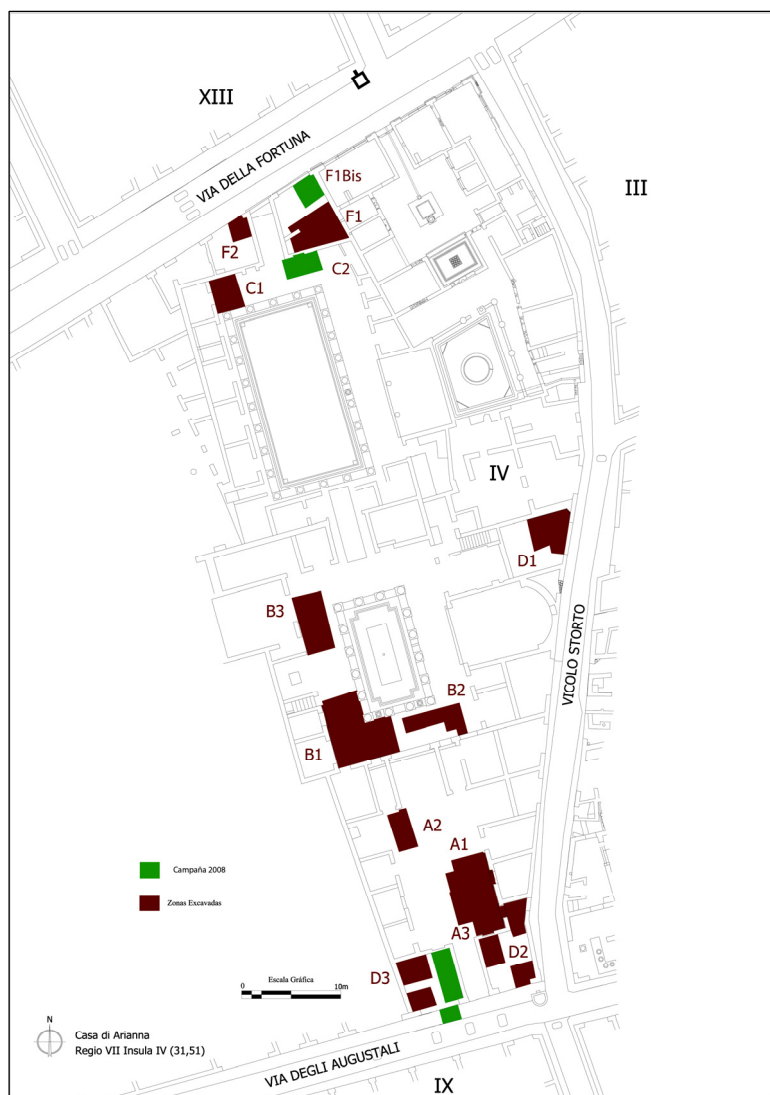 XIII
VIA DELLA FORTUNA
III
F1Bis
F1
F2
C2
C1
IV
D1
VICOLO STORTO
B3
B2
B1
A2
A1
Campaña 2008
Zonas Excavadas
A3
D2
D3
Escala Gráfica
0 10m
N
Casa di Arianna
Regio VII Insula IV (31,51)
VIA DEGLI AUGUSTALI
IX